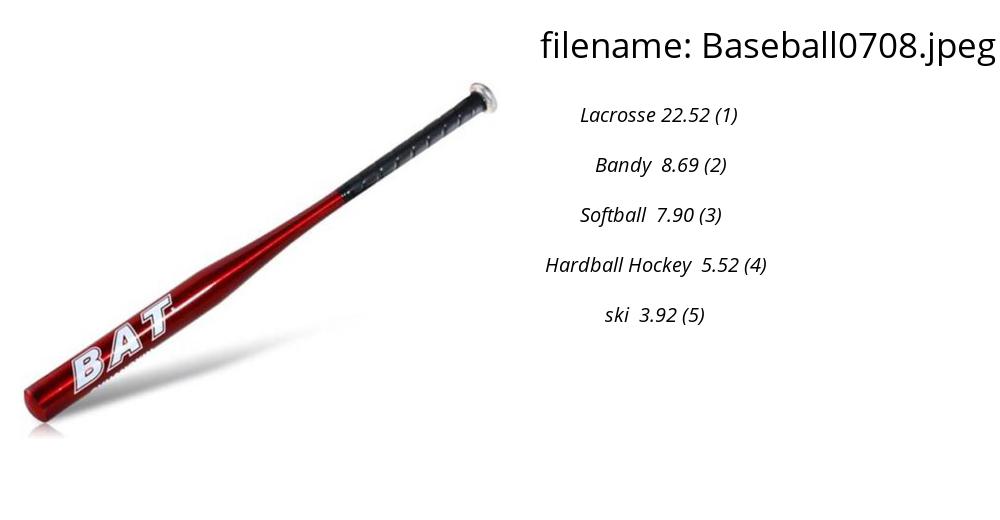 filename: Baseball0708.jpeg
Lacrosse 22.52 (1)
Bandy 8.69 (2)
Softball 7.90 (3)
Hardball Hockey 5.52 (4)
ski 3.92 (5)
BAT